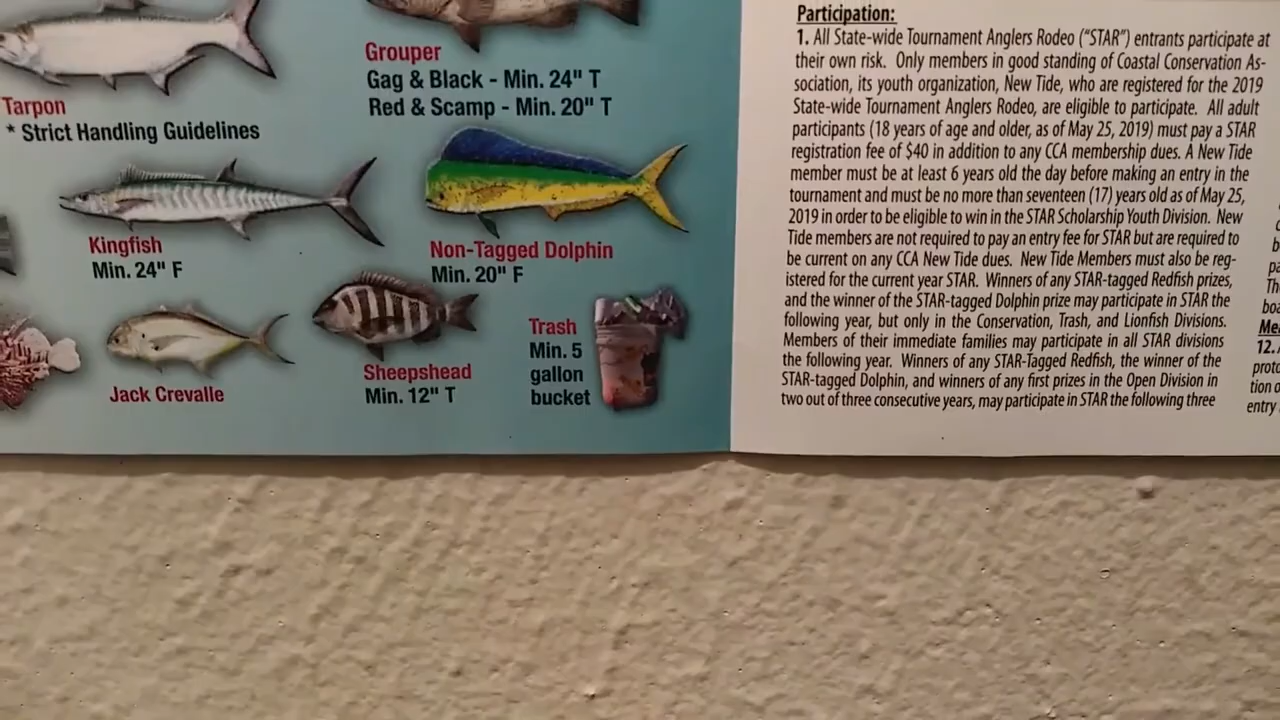 Tarpon
* Strict Handling Guidelines
Grouper
Gag & Black - Min. 24" T
Red & Scamp - Min. 20" T
Kingfish
Min. 24" F
Non-Tagged Dolphin
Min. 20" F
Jack Crevalle
Sheepshead
Min. 12" T
Trash
Min. 5
gallon
bucket
Participation:
1. All State-wide Tournament Anglers Rodeo ("STAR") entrants participate at
their own risk. Only members in good standing of Coastal Conservation As-
sociation, its youth organization, New Tide, who are registered for the 2019
State-wide Tournament Anglers Rodeo, are eligible to participate. All adult
participants (18 years of age and older, as of May 25, 2019) must pay a STAR
registration fee of $40 in addition to any CCA membership dues. A New Tide
member must be at least 6 years old the day before making an entry in the
tournament and must be no more than seventeen (17) years old as of May 25,
2019 in order to be eligible to win in the STAR Scholarship Youth Division. New
Tide members are not required to pay an entry fee for STAR but are required to
be current on any CCA New Tide dues. New Tide Members must also be reg-
istered for the current year STAR. Winners of any STAR-tagged Redfish prizes,
and the winner of the STAR-tagged Dolphin prize may participate in STAR the
following year, but only in the Conservation, Trash, and Lionfish Divisions.
Members of their immediate families may participate in all STAR divisions
the following year. Winners of any STAR-Tagged Redfish, the winner of the
STAR-tagged Dolphin, and winners of any first prizes in the Open Division in
two out of three consecutive years, may participate in STAR the following three
12.
entry